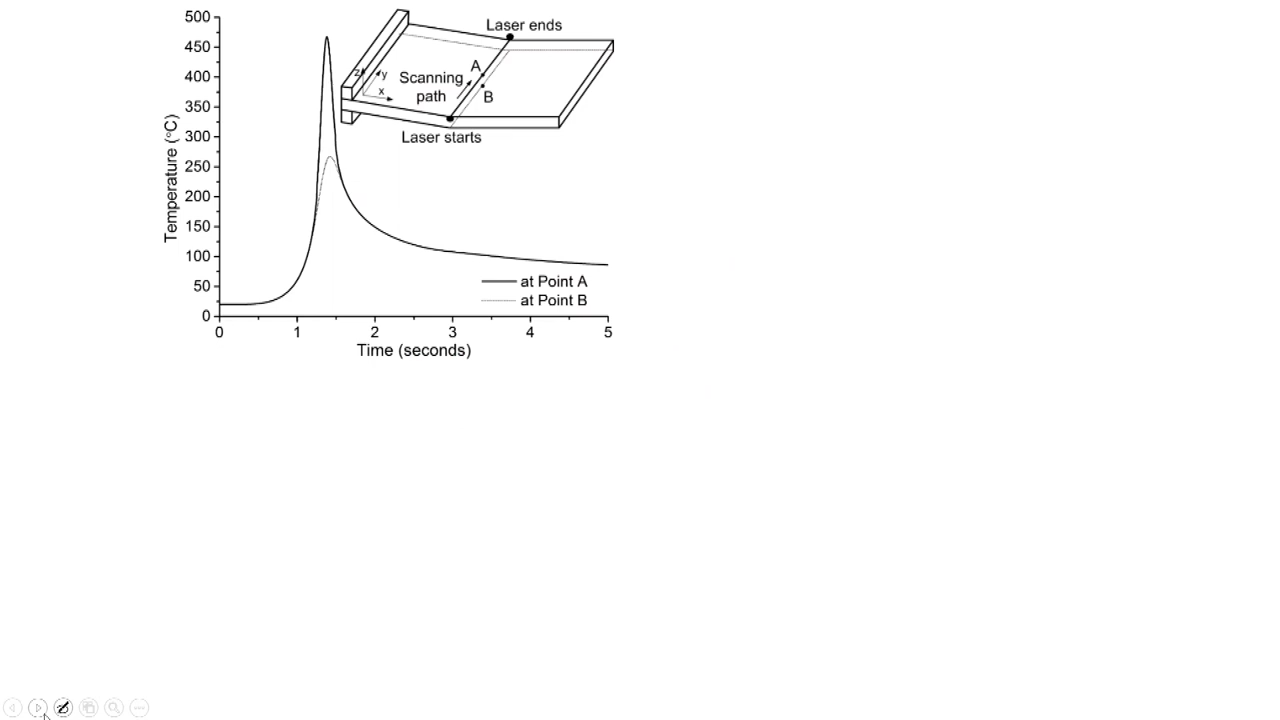 500
450
400
350
300
250
200
150
100
50
0
Temperature (°C)
0 1 2 3 4 5
Time (seconds)
Laser ends
A
Scanning
path
B
z
y
x
Laser starts
at Point A
at Point B